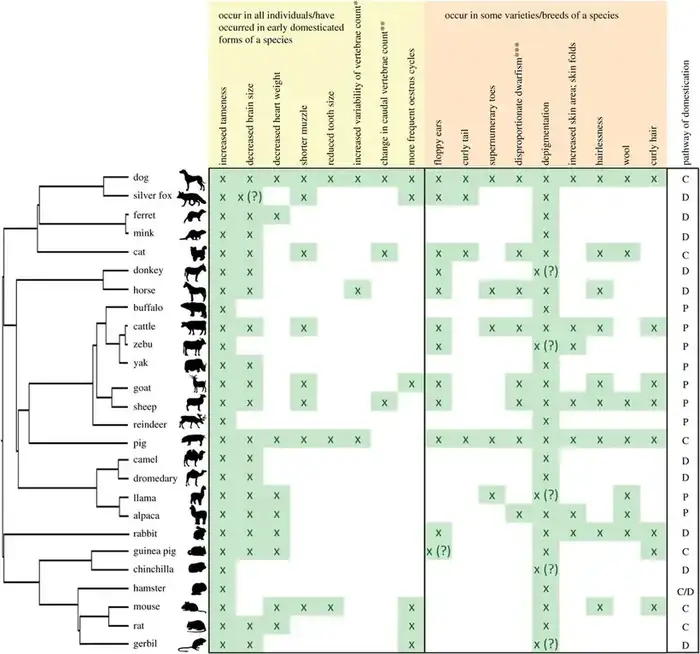 occur in all individuals/have
occurred in early domesticated
forms of a species
occur in some varieties/breeds of a species
increased tameness
decreased brain size
decreased heart weight
shorter muzzle
reduced tooth size
increased variability of vertebrae count*
change in caudal vertebrae count**
more frequent oestrus cycles
floppy ears
curly tail
supernumerary toes
disproportionate dwarfism***
depigmentation
increased skin area; skin folds
hairlessness
wool
curly hair
pathway of domestication
dog x x x x x x x x x x x x x x x x x C
silver fox x x (?) x x x x x D
ferret x x x x D
mink x x x D
cat x x x x x x x x x x C
donkey x x x x (?) D
horse x x x x x x x x D
buffalo x x P
cattle x x x x x x x x x x P
zebu x x x x (?) x P
yak x x x P
goat x x x x x x x x x P
sheep x x x x x x x x x x x P
reindeer x x P
pig x x x x x x x x x x x x x x x C
camel x x x D
dromedary x x x D
llama x x x x x (?) x P
alpaca x x x x x x x P
rabbit x x x x x x x x x D
guinea pig x x x x (?) x x C
chinchilla x x (?) D
hamster x x C/D
mouse x x x x x x x x C
rat x x x x x C
gerbil x x x x (?) D